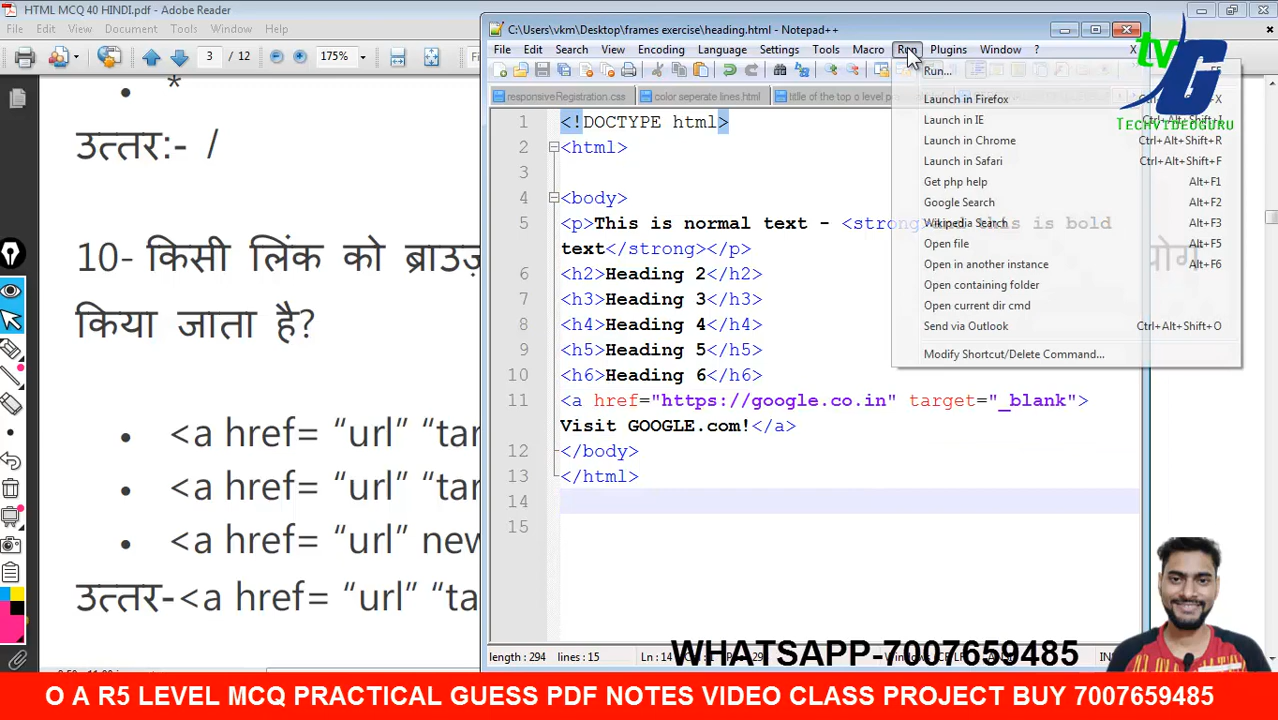 HTML MCQ 40 HINDI.pdf - Adobe Reader
File Edit View Document Tools Window Help
3 / 12 175%
*
उत्तर:- /
10- किसी लिंक को
किया जाता है?
<a href= “url” “tar
<a href= “url” “tar
<a href= “url” new
उत्तर-<a href= “url” “ta
C:\Users\vkm\Desktop\frames exercise\heading.html - Notepad++
File Edit Search View Encoding Language Settings Tools Macro Run Plugins Window ? X
responsiveRegistration.css color seperate lines.html title of the top o level
1 <!DOCTYPE html>
2 <html>
3
4 <body>
5 <p>This is normal text - <strong> this is bold
text</strong></p>
6 <h2>Heading 2</h2>
7 <h3>Heading 3</h3>
8 <h4>Heading 4</h4>
9 <h5>Heading 5</h5>
10 <h6>Heading 6</h6>
11 <a href="https://google.co.in" target="_blank">
Visit GOOGLE.com!</a>
12 </body>
13 </html>
14
15
Run... F5
Launch in Firefox
Launch in IE
Launch in Chrome Ctrl+Alt+Shift+R
Launch in Safari Ctrl+Alt+Shift+F
Get php help Alt+F1
Google Search Alt+F2
Wikipedia Search Alt+F3
Open file Alt+F5
Open in another instance Alt+F6
Open containing folder
Open current dir cmd
Send via Outlook Ctrl+Alt+Shift+O
Modify Shortcut/Delete Command...
tv G
TECHVIDEOGURU
length : 294 lines : 15
WHATSAPP-7007659485
O A R5 LEVEL MCQ PRACTICAL GUESS PDF NOTES VIDEO CLASS PROJECT BUY 7007659485